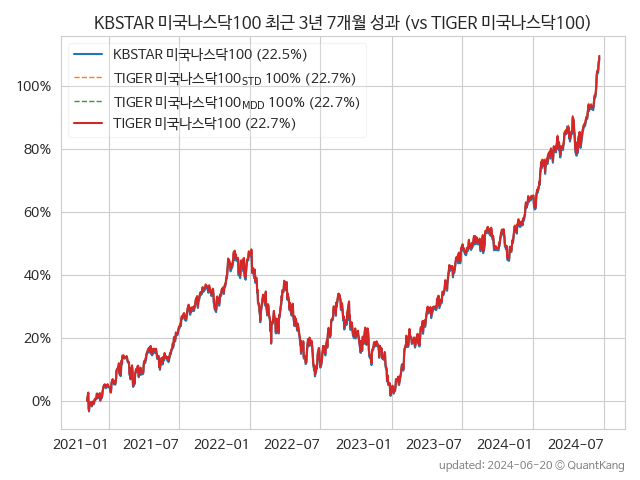 KBSTAR 미국나스닥100 최근 3년 7개월 성과 (vs TIGER 미국나스닥100)
KBSTAR 미국나스닥100 (22.5%)
TIGER 미국나스닥100STD 100% (22.7%)
TIGER 미국나스닥100MDD 100% (22.7%)
TIGER 미국나스닥100 (22.7%)
100%
80%
60%
40%
20%
0%
2021-01 2021-07 2022-01 2022-07 2023-01 2023-07 2024-01 2024-07
updated: 2024-06-20 © QuantKang